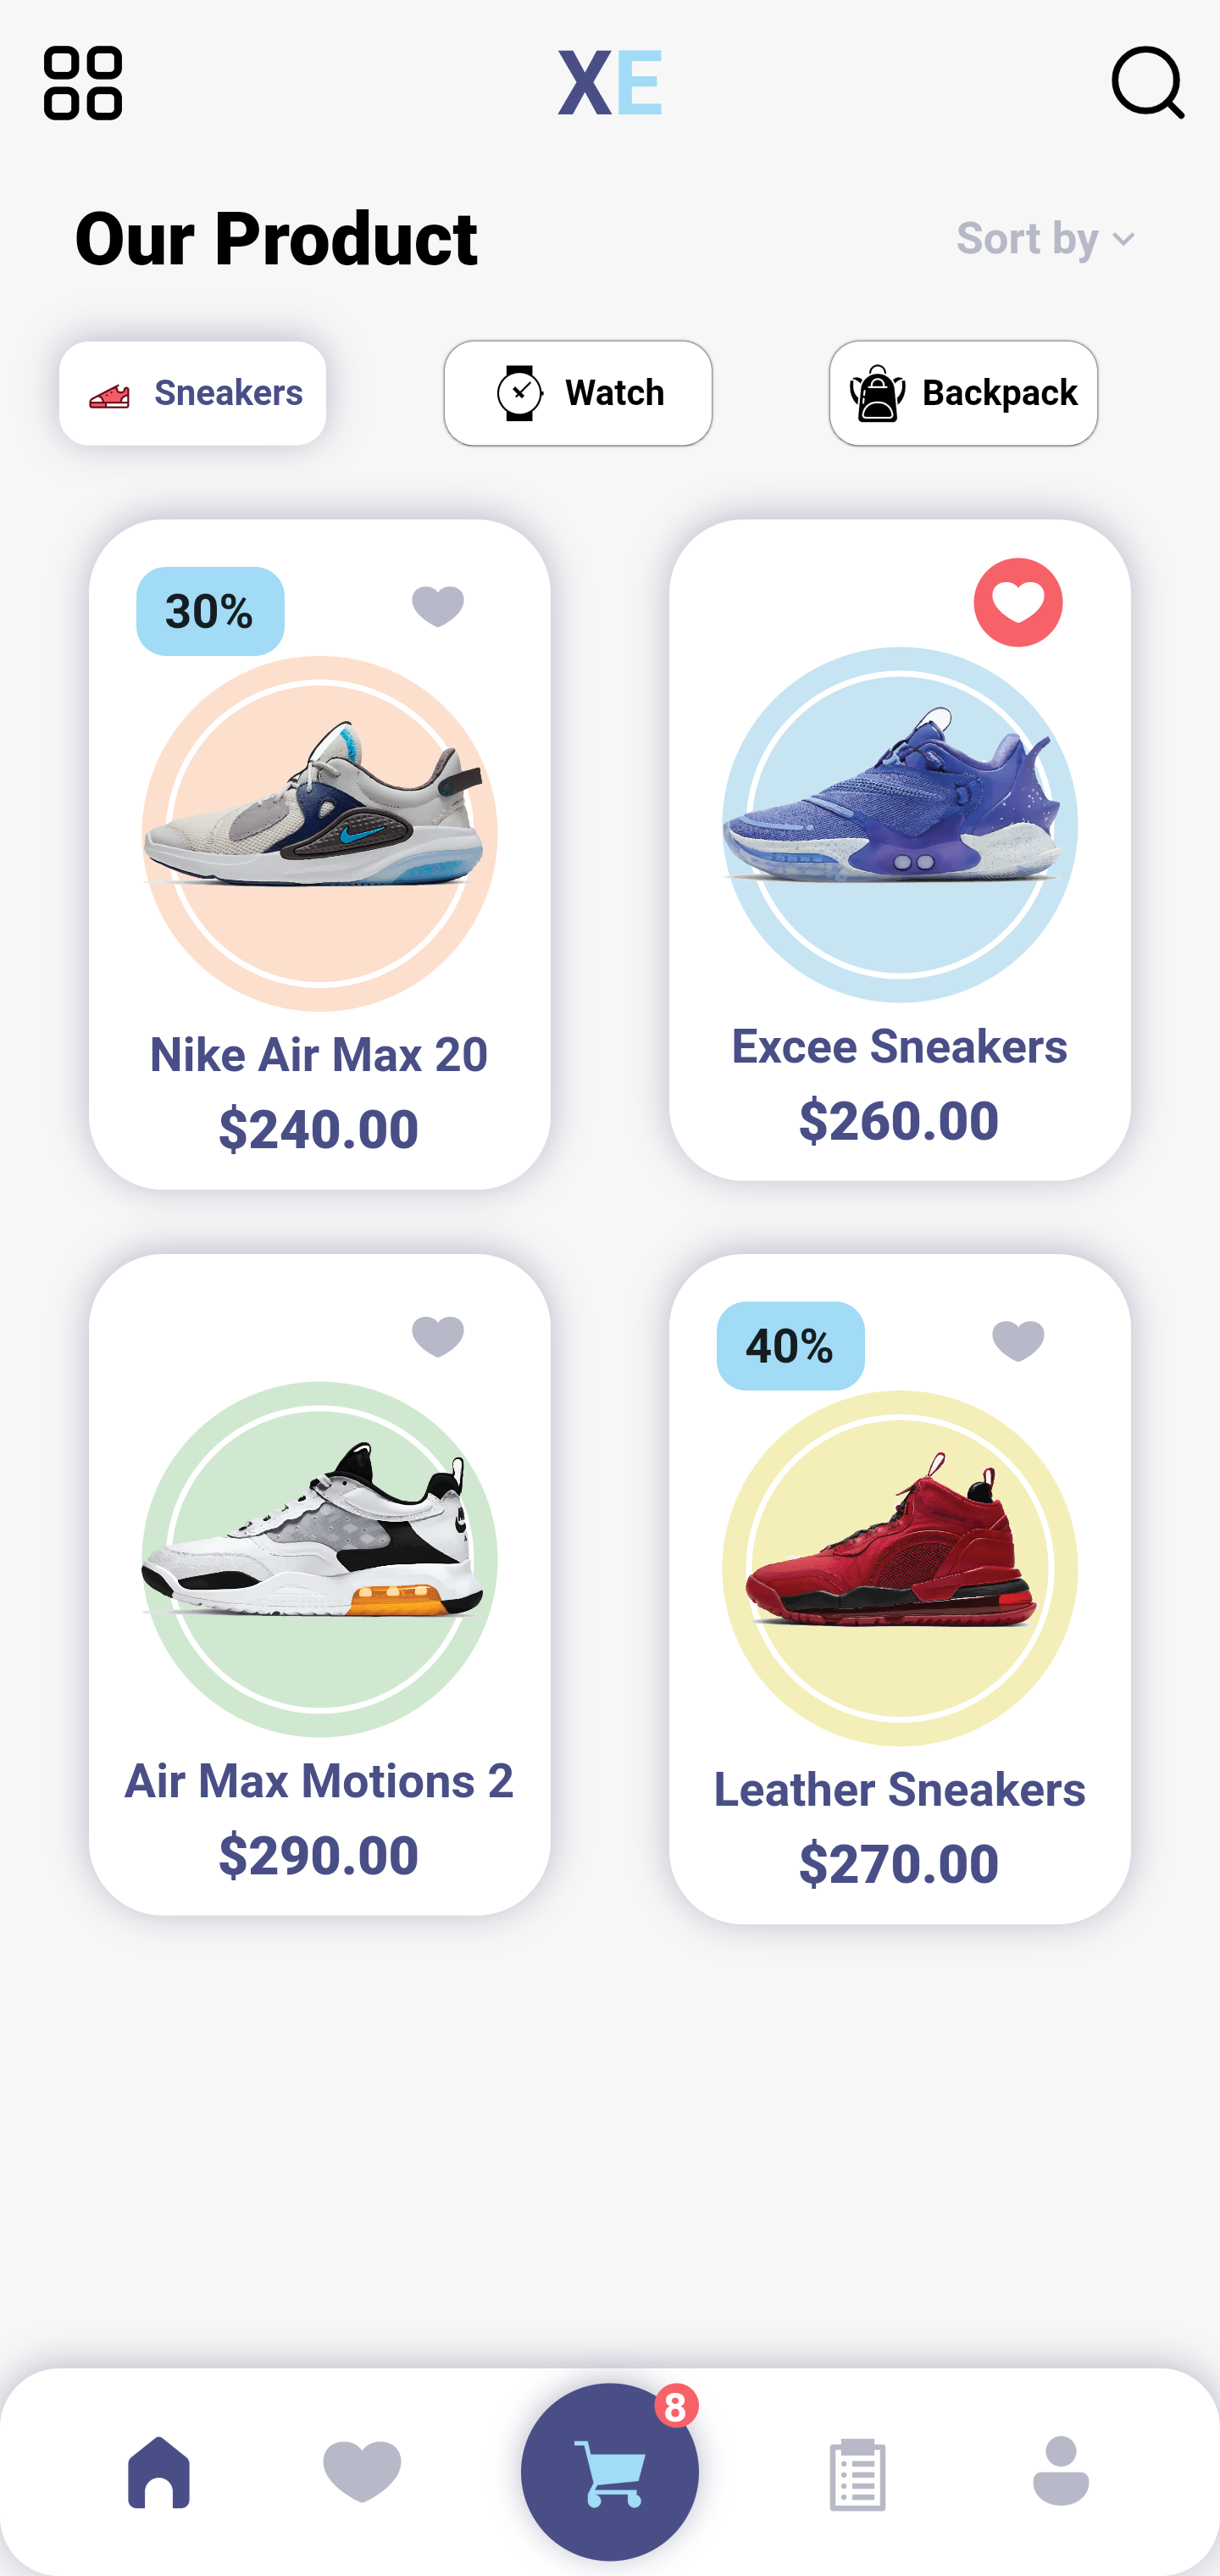 XE
Our Product
Sort by
Sneakers
Watch
Backpack
30%
Nike Air Max 20
$240.00
Excee Sneakers
$260.00
Air Max Motions 2
$290.00
40%
Leather Sneakers
$270.00
8